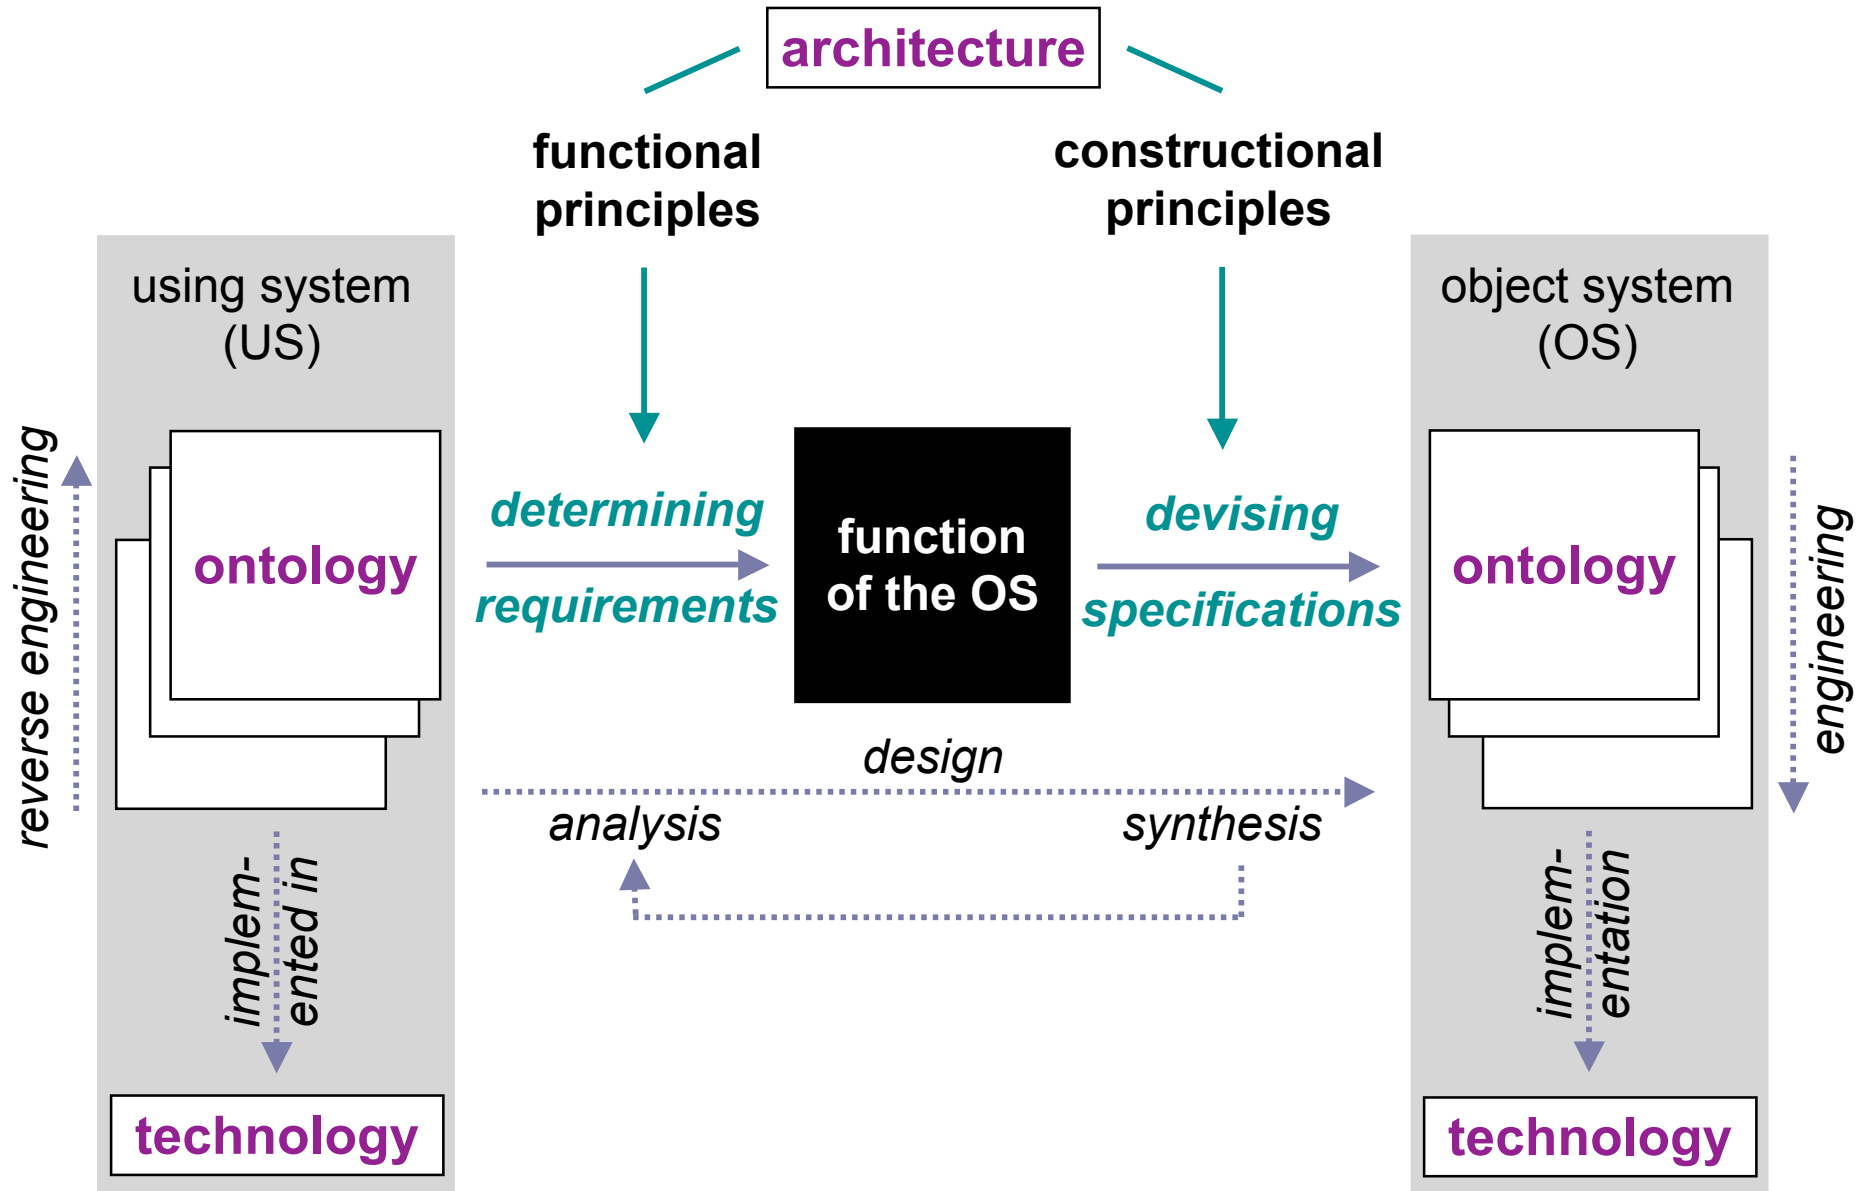 architecture
functional
principles
constructional
principles
using system
(US)
object system
(OS)
reverse engineering
ontology
determining
requirements
function
of the OS
devising
specifications
ontology
engineering
design
analysis
synthesis
implem-
ented in
implem-
entation
technology
technology